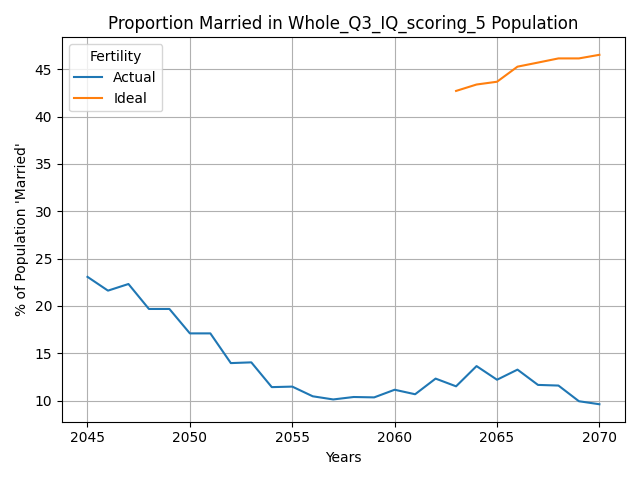 Proportion Married in Whole_Q3_IQ_scoring_5 Population
Fertility
Actual
Ideal
% of Population 'Married'
45
40
35
30
25
20
15
10
2045
2050
2055
2060
2065
2070
Years